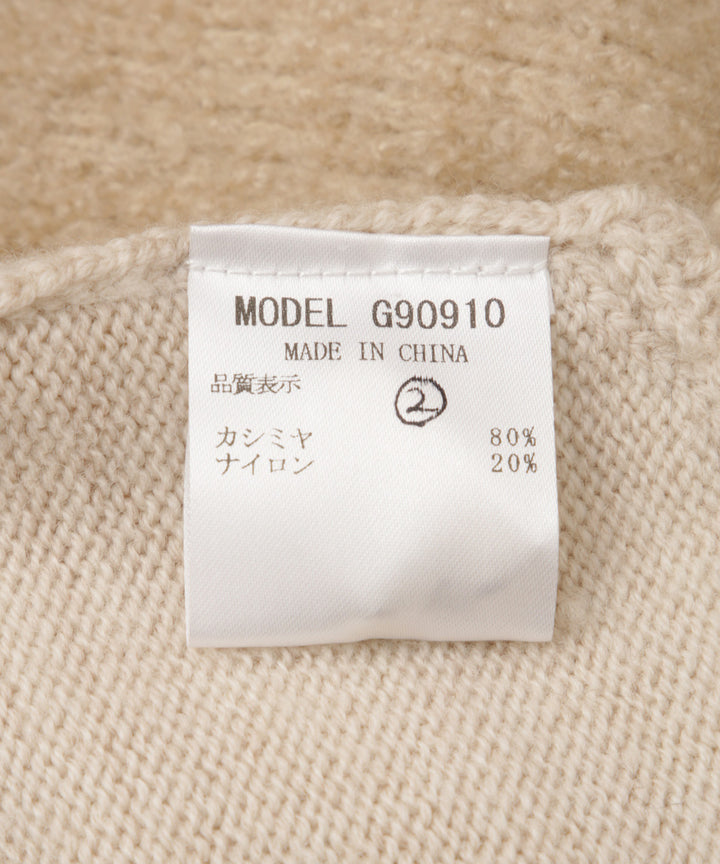 MODEL G90910
MADE IN CHINA
品質表示
②
カシミヤ 80%
ナイロン 20%